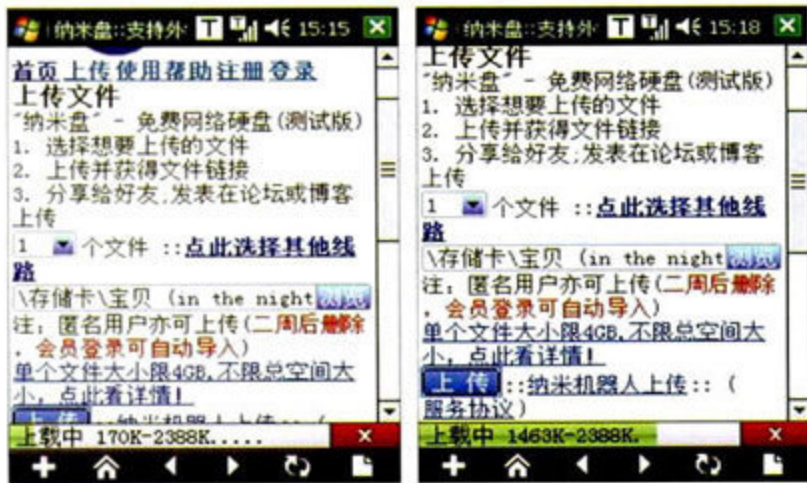 纳米盘::支持外 T 15:15
首页 上传 使用帮助 注册 登录
上传文件
"纳米盘" - 免费网络硬盘(测试版)
1. 选择想要上传的文件
2. 上传并获得文件链接
3. 分享给好友;发表在论坛或博客
上传
1 个文件 ::点此选择其他线
路
\存储卡\宝贝 (in the night 浏览
注: 匿名用户亦可上传(二周后删除
, 会员登录可自动导入)
单个文件大小限4GB,不限总空间大
小, 点此看详情!
上 传 ::纳米机器人上传:: (
上载中 170K-2388K.....
纳米盘::支持外 T 15:18
上传文件
"纳米盘" - 免费网络硬盘(测试版)
1. 选择想要上传的文件
2. 上传并获得文件链接
3. 分享给好友;发表在论坛或博客
上传
1 个文件 ::点此选择其他线
路
\存储卡\宝贝 (in the night 浏览
注: 匿名用户亦可上传(二周后删除
, 会员登录可自动导入)
单个文件大小限4GB,不限总空间大
小, 点此看详情!
上 传 ::纳米机器人上传:: (
服务协议)
上载中 1463K-2388K.